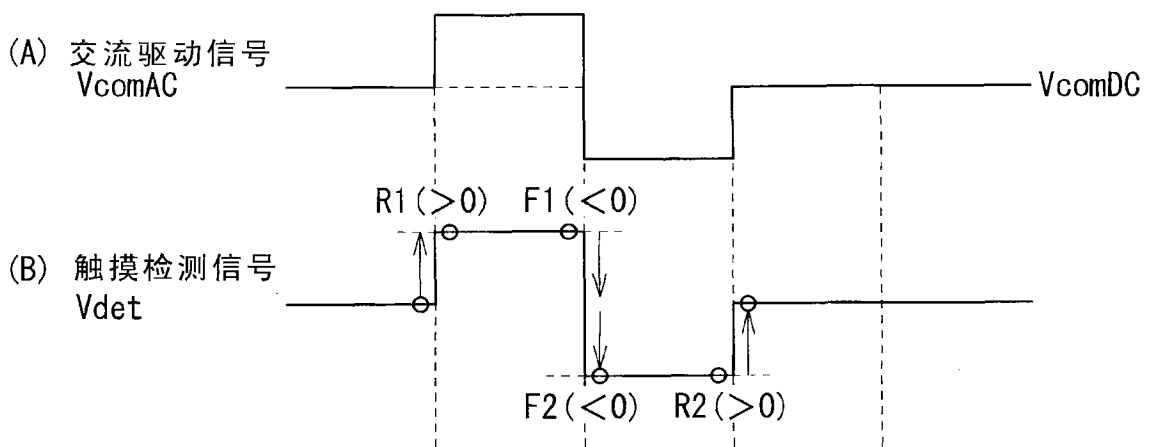 (A) 交流驱动信号
VcomAC
VcomDC
R1(>0) F1(<0)
(B) 触摸检测信号
Vdet
F2(<0) R2(>0)